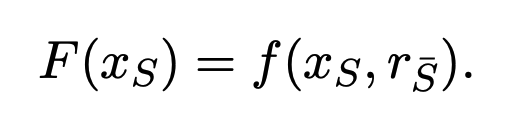 F(x_S) = f(x_S, r_{\bar{S}}).